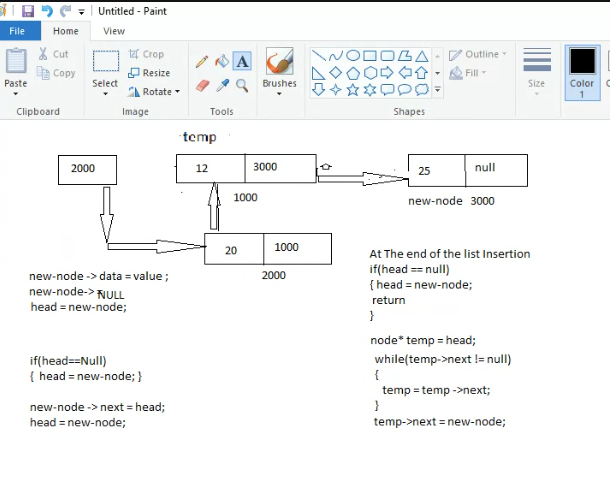 Untitled - Paint
File
Home
View
Paste
Cut
Copy
Clipboard
Select
Crop
Resize
Rotate
Image
A
Tools
Brushes
Shapes
Outline
Fill
Size
Color
1
temp
2000
12
3000
25
null
1000
new-node 3000
20
1000
2000
new-node -> data = value ;
new-node-> =
NULL
head = new-node;
if(head==Null)
{ head = new-node; }
new-node -> next = head;
head = new-node;
At The end of the list Insertion
if(head == null)
{ head = new-node;
return
}
node* temp = head;
while(temp->next != null)
{
temp = temp ->next;
}
temp->next = new-node;